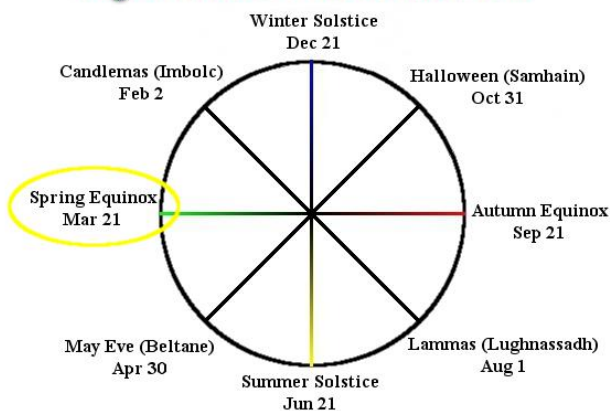 Winter Solstice
Dec 21
Candlemas (Imbolc)
Feb 2
Halloween (Samhain)
Oct 31
Spring Equinox
Mar 21
Autumn Equinox
Sep 21
May Eve (Beltane)
Apr 30
Lammas (Lughnassadh)
Aug 1
Summer Solstice
Jun 21